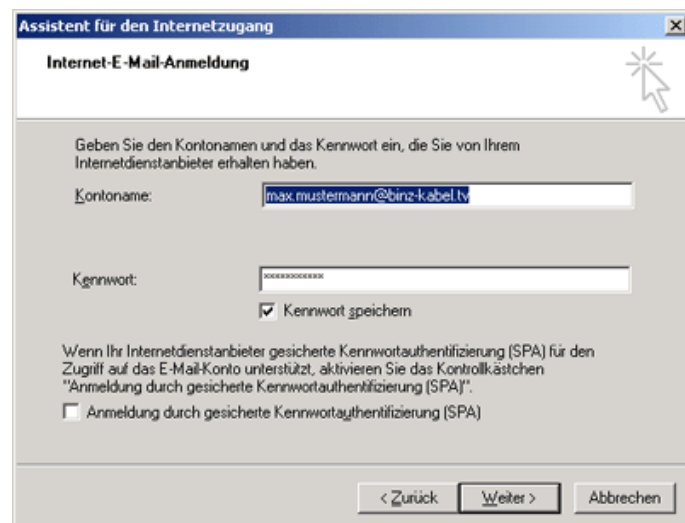 Assistent für den Internetzugang
Internet-E-Mail-Anmeldung
Geben Sie den Kontonamen und das Kennwort ein, die Sie von Ihrem
Internetdienstanbieter erhalten haben.
Kontoname: max.mustermann@binz-kabel.tv
Kennwort: ***********
Kennwort speichern
Wenn Ihr Internetdienstanbieter gesicherte Kennwortauthentifizierung (SPA) für den
Zugriff auf das E-Mail-Konto unterstützt, aktivieren Sie das Kontrollkästchen
"Anmeldung durch gesicherte Kennwortauthentifizierung (SPA)".
Anmeldung durch gesicherte Kennwortauthentifizierung (SPA)
< Zurück Weiter > Abbrechen